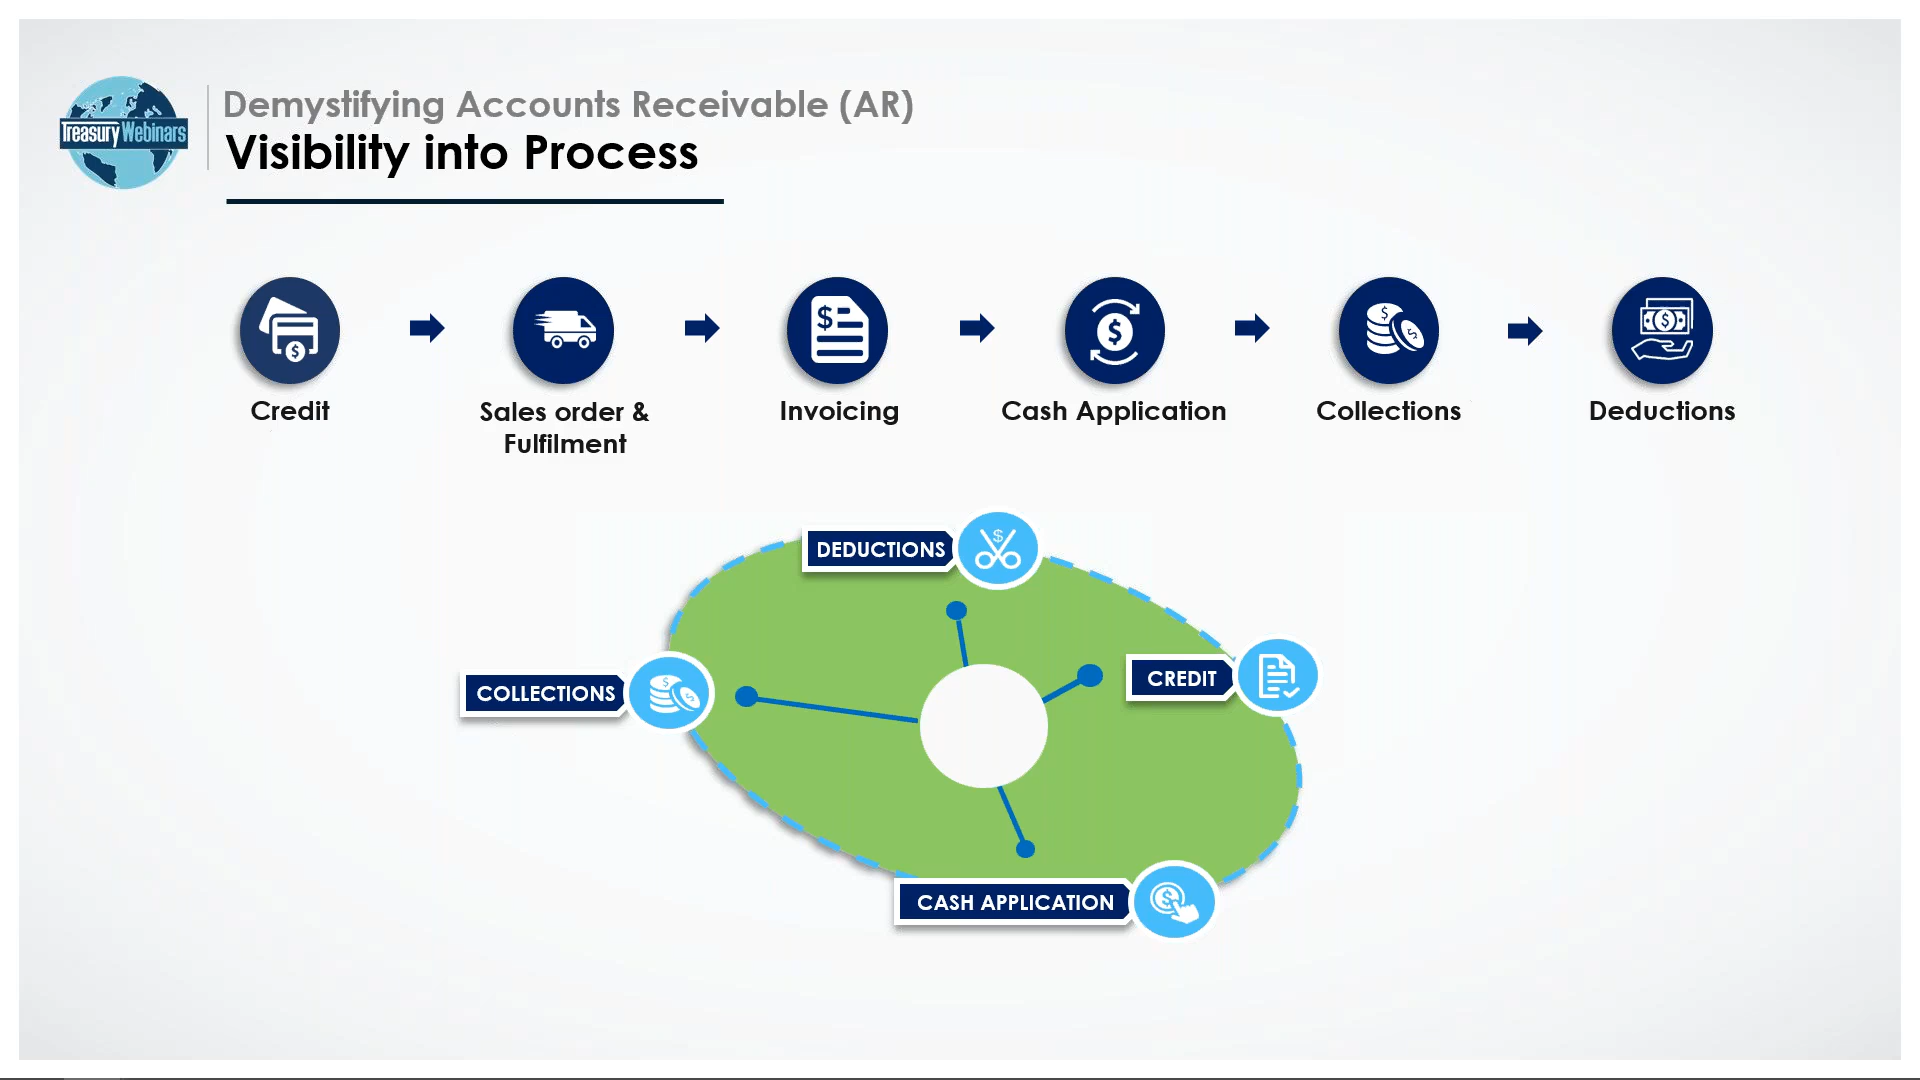 Treasury Webinars
Demystifying Accounts Receivable (AR)
Visibility into Process
Credit
Sales order &
Fulfilment
Invoicing
Cash Application
Collections
Deductions
DEDUCTIONS
CREDIT
COLLECTIONS
CASH APPLICATION